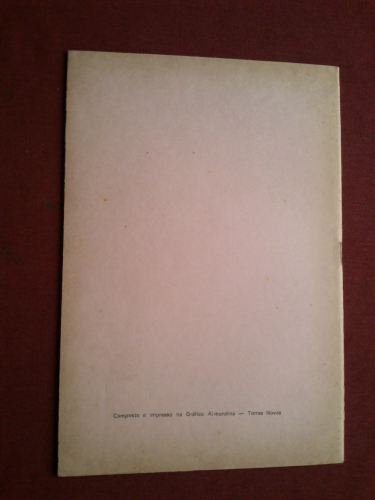 Composto e impresso na Gráfica Almondina — Torres Novas